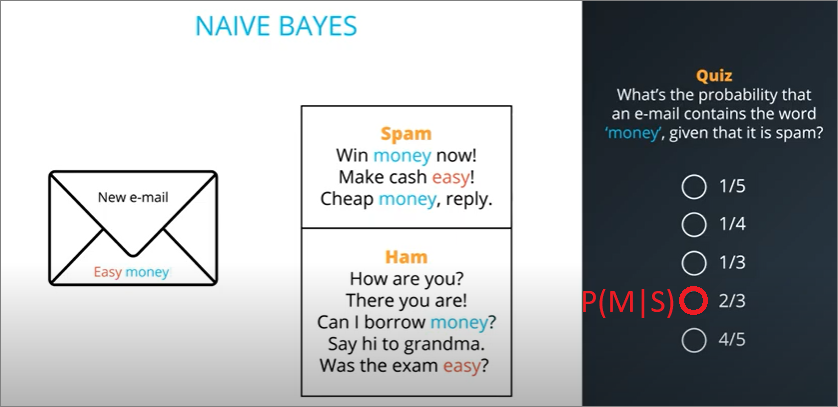 NAIVE BAYES
New e-mail
Easy money
Spam
Win money now!
Make cash easy!
Cheap money, reply.
Ham
How are you?
There you are!
Can I borrow money?
Say hi to grandma.
Was the exam easy?
Quiz
What's the probability that
an e-mail contains the word
'money', given that it is spam?
1/5
1/4
1/3
P(M|S) 2/3
4/5